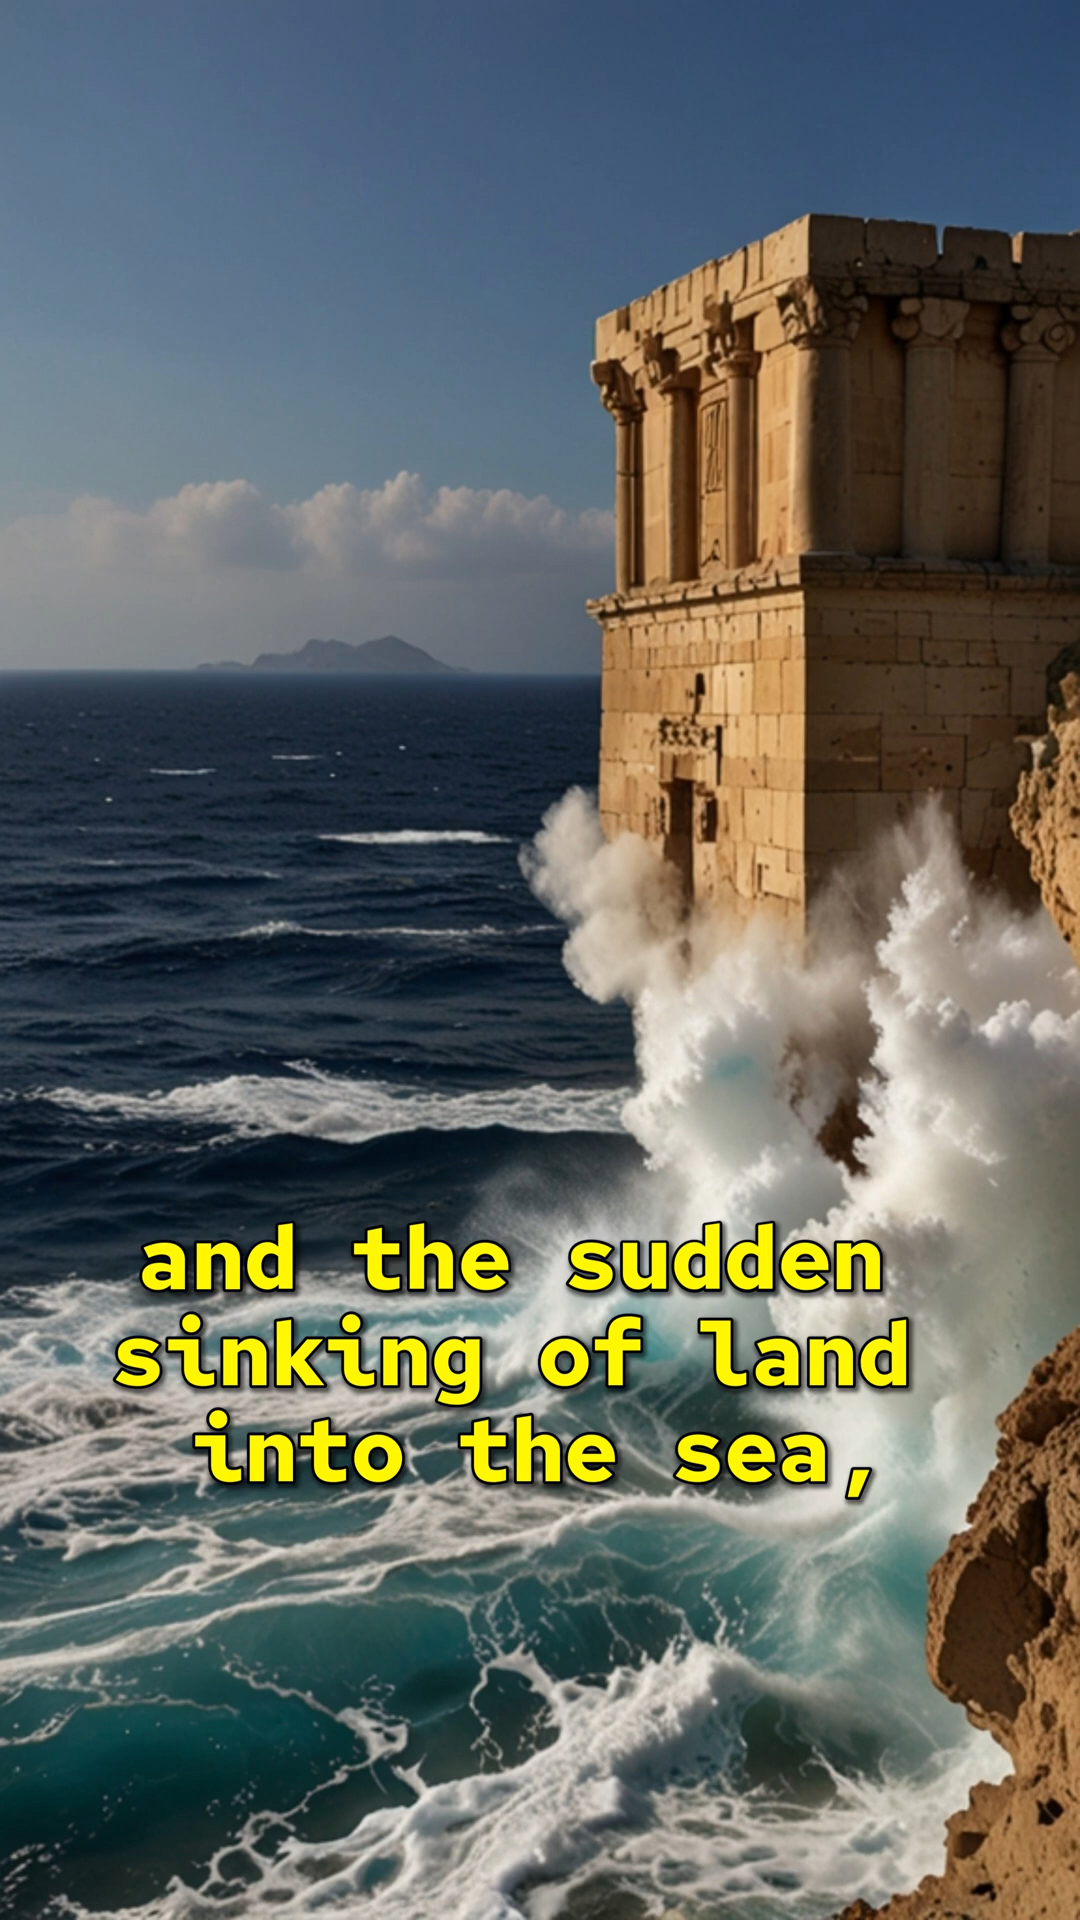 and the sudden
sinking of land
into the sea,